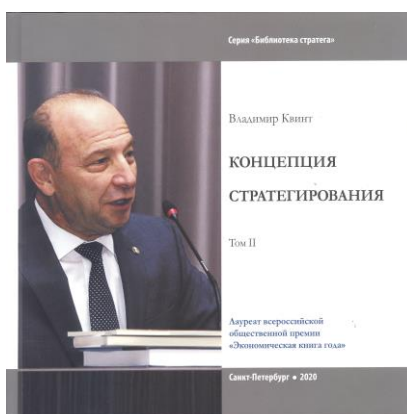 Серия «Библиотека стратега»
Владимир Квинт
КОНЦЕПЦИЯ
СТРАТЕГИРОВАНИЯ
Том II
Лауреат всероссийской
общественной премии
«Экономическая книга года»
Санкт-Петербург • 2020